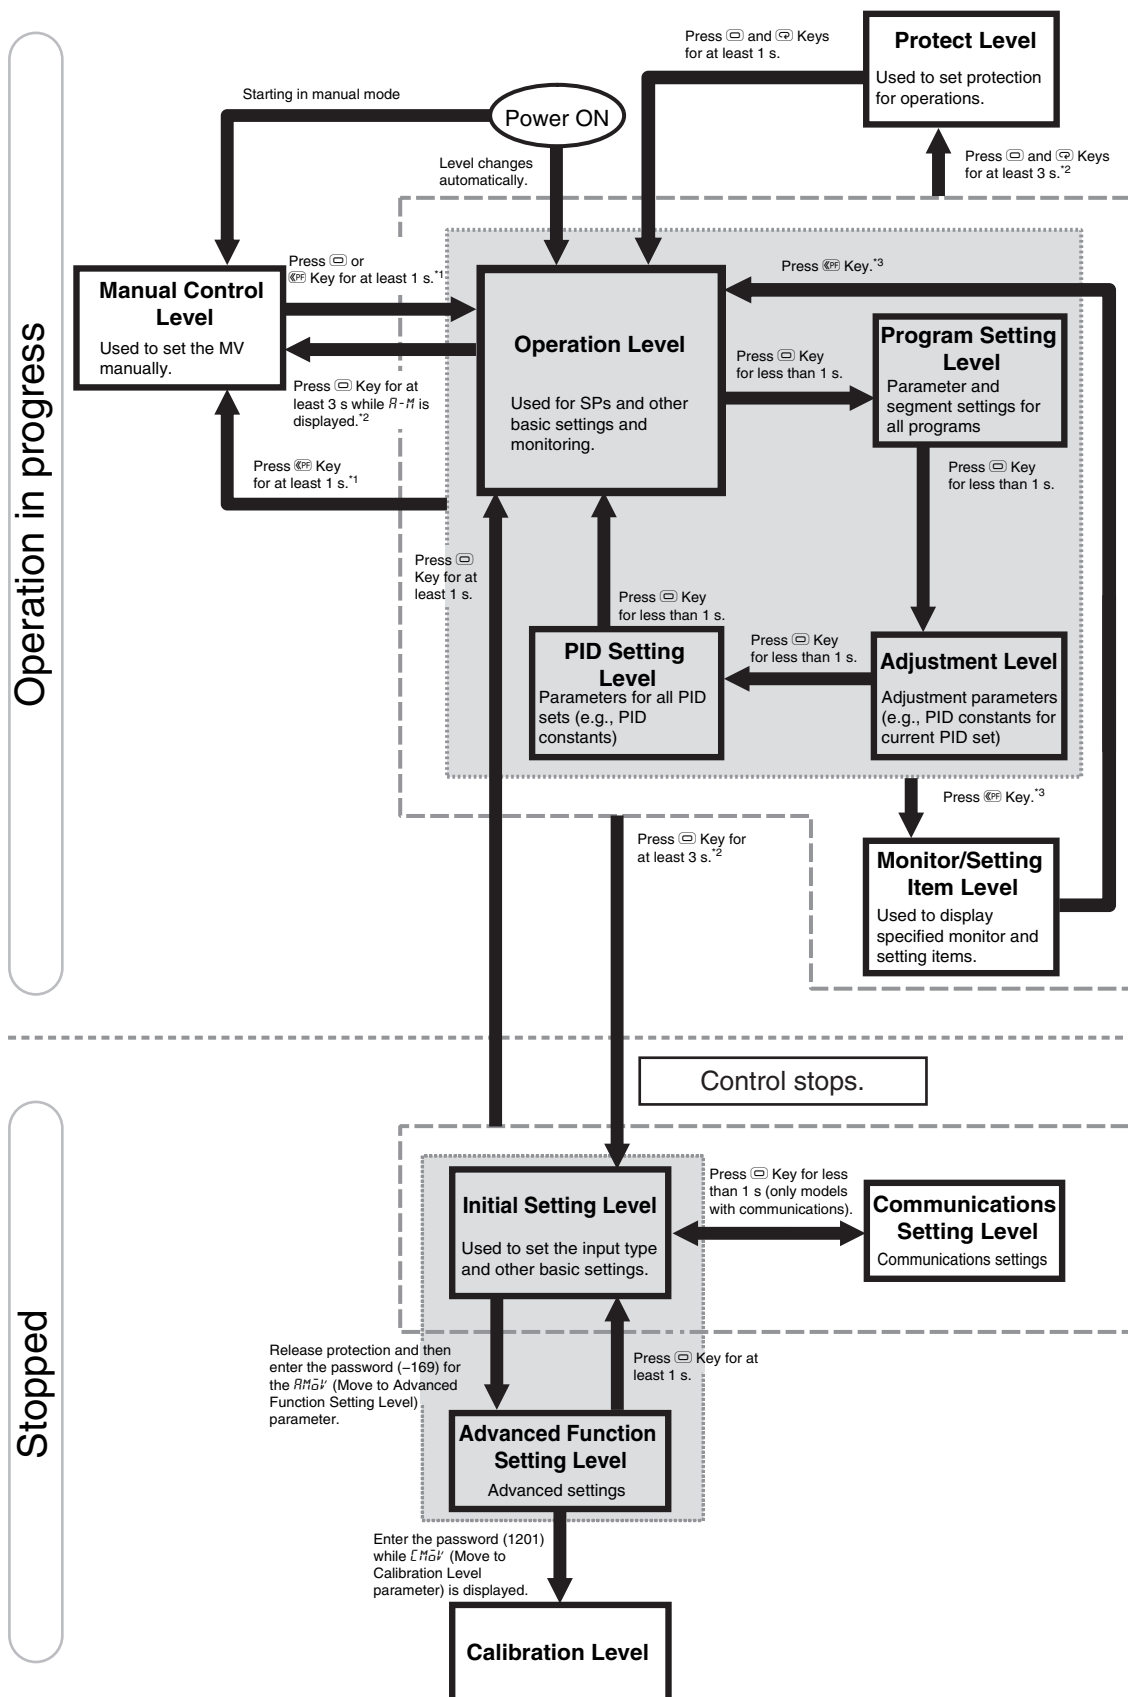 Operation in progress
Stopped
Press and Keys
for at least 1 s.
Protect Level
Used to set protection
for operations.
Starting in manual mode
Power ON
Level changes
automatically.
Press and Keys
for at least 3 s.*2
Press or
PF Key for at least 1 s.*1
Manual Control
Level
Used to set the MV
manually.
Press Key for at
least 3 s while A-M is
displayed.*2
Press PF Key
for at least 1 s.*1
Operation Level
Used for SPs and other
basic settings and
monitoring.
Press PF Key.*3
Press Key
for less than 1 s.
Program Setting
Level
Parameter and
segment settings for
all programs
Press Key
for less than 1 s.
Press
Key for at
least 1 s.
Press Key
for less than 1 s.
PID Setting
Level
Parameters for all PID
sets (e.g., PID
constants)
Press Key
for less than 1 s.
Adjustment Level
Adjustment parameters
(e.g., PID constants for
current PID set)
Press PF Key.*3
Press Key for
at least 3 s.*2
Monitor/Setting
Item Level
Used to display
specified monitor and
setting items.
Control stops.
Initial Setting Level
Used to set the input type
and other basic settings.
Press Key for less
than 1 s (only models
with communications).
Communications
Setting Level
Communications settings
Release protection and then
enter the password (−169) for
the AMoV (Move to Advanced
Function Setting Level)
parameter.
Press Key for at
least 1 s.
Advanced Function
Setting Level
Advanced settings
Enter the password (1201)
while CMoV (Move to
Calibration Level
parameter) is displayed.
Calibration Level